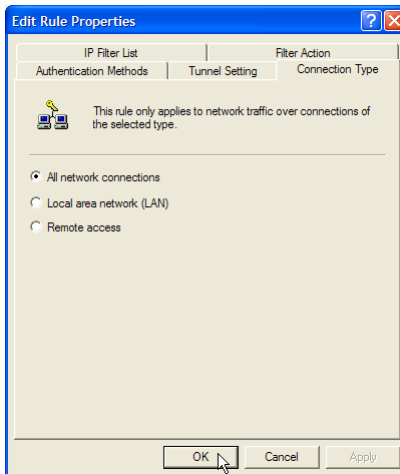 Edit Rule Properties
IP Filter List
Filter Action
Authentication Methods
Tunnel Setting
Connection Type
This rule only applies to network traffic over connections of
the selected type.
All network connections
Local area network (LAN)
Remote access
OK
Cancel
Apply